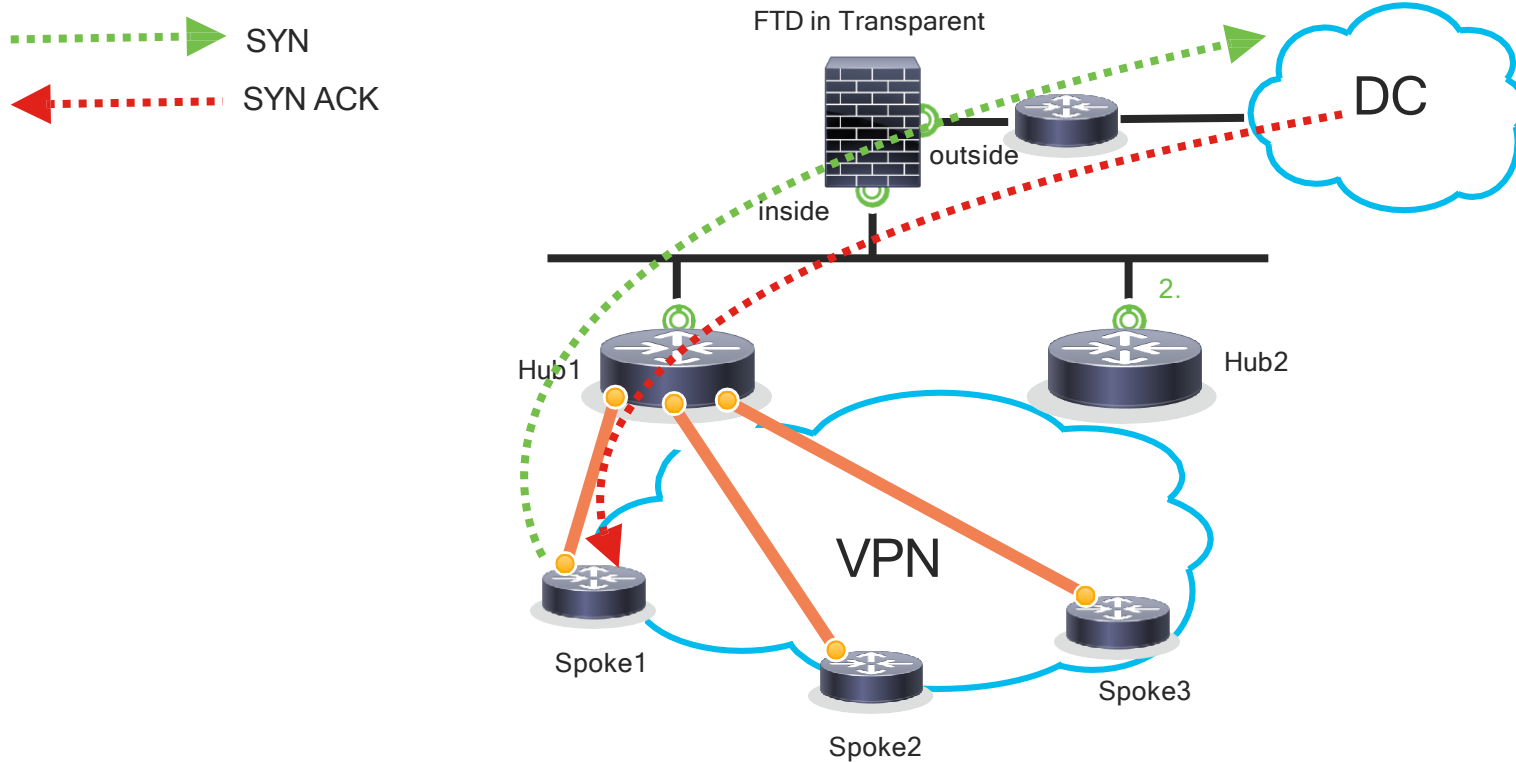 SYN
SYN ACK
FTD in Transparent
DC
outside
inside
2.
Hub1
Hub2
VPN
Spoke1
Spoke2
Spoke3